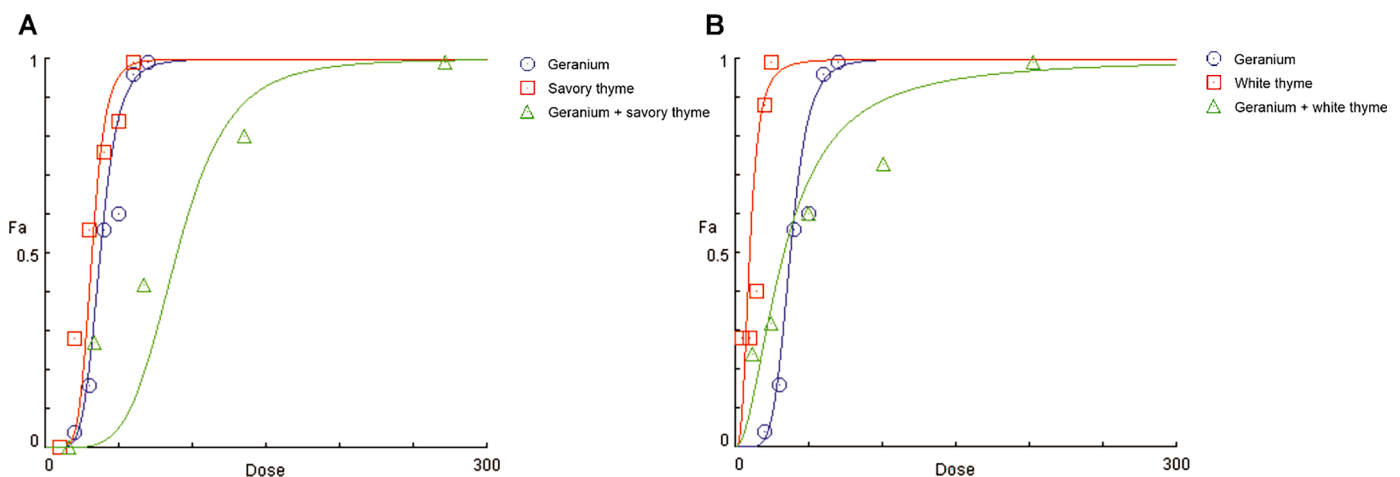 A
1
Fa
0.5
0
0
Dose
300
Geranium
Savory thyme
Geranium + savory thyme
B
1
Fa
0.5
0
0
Dose
300
Geranium
White thyme
Geranium + white thyme